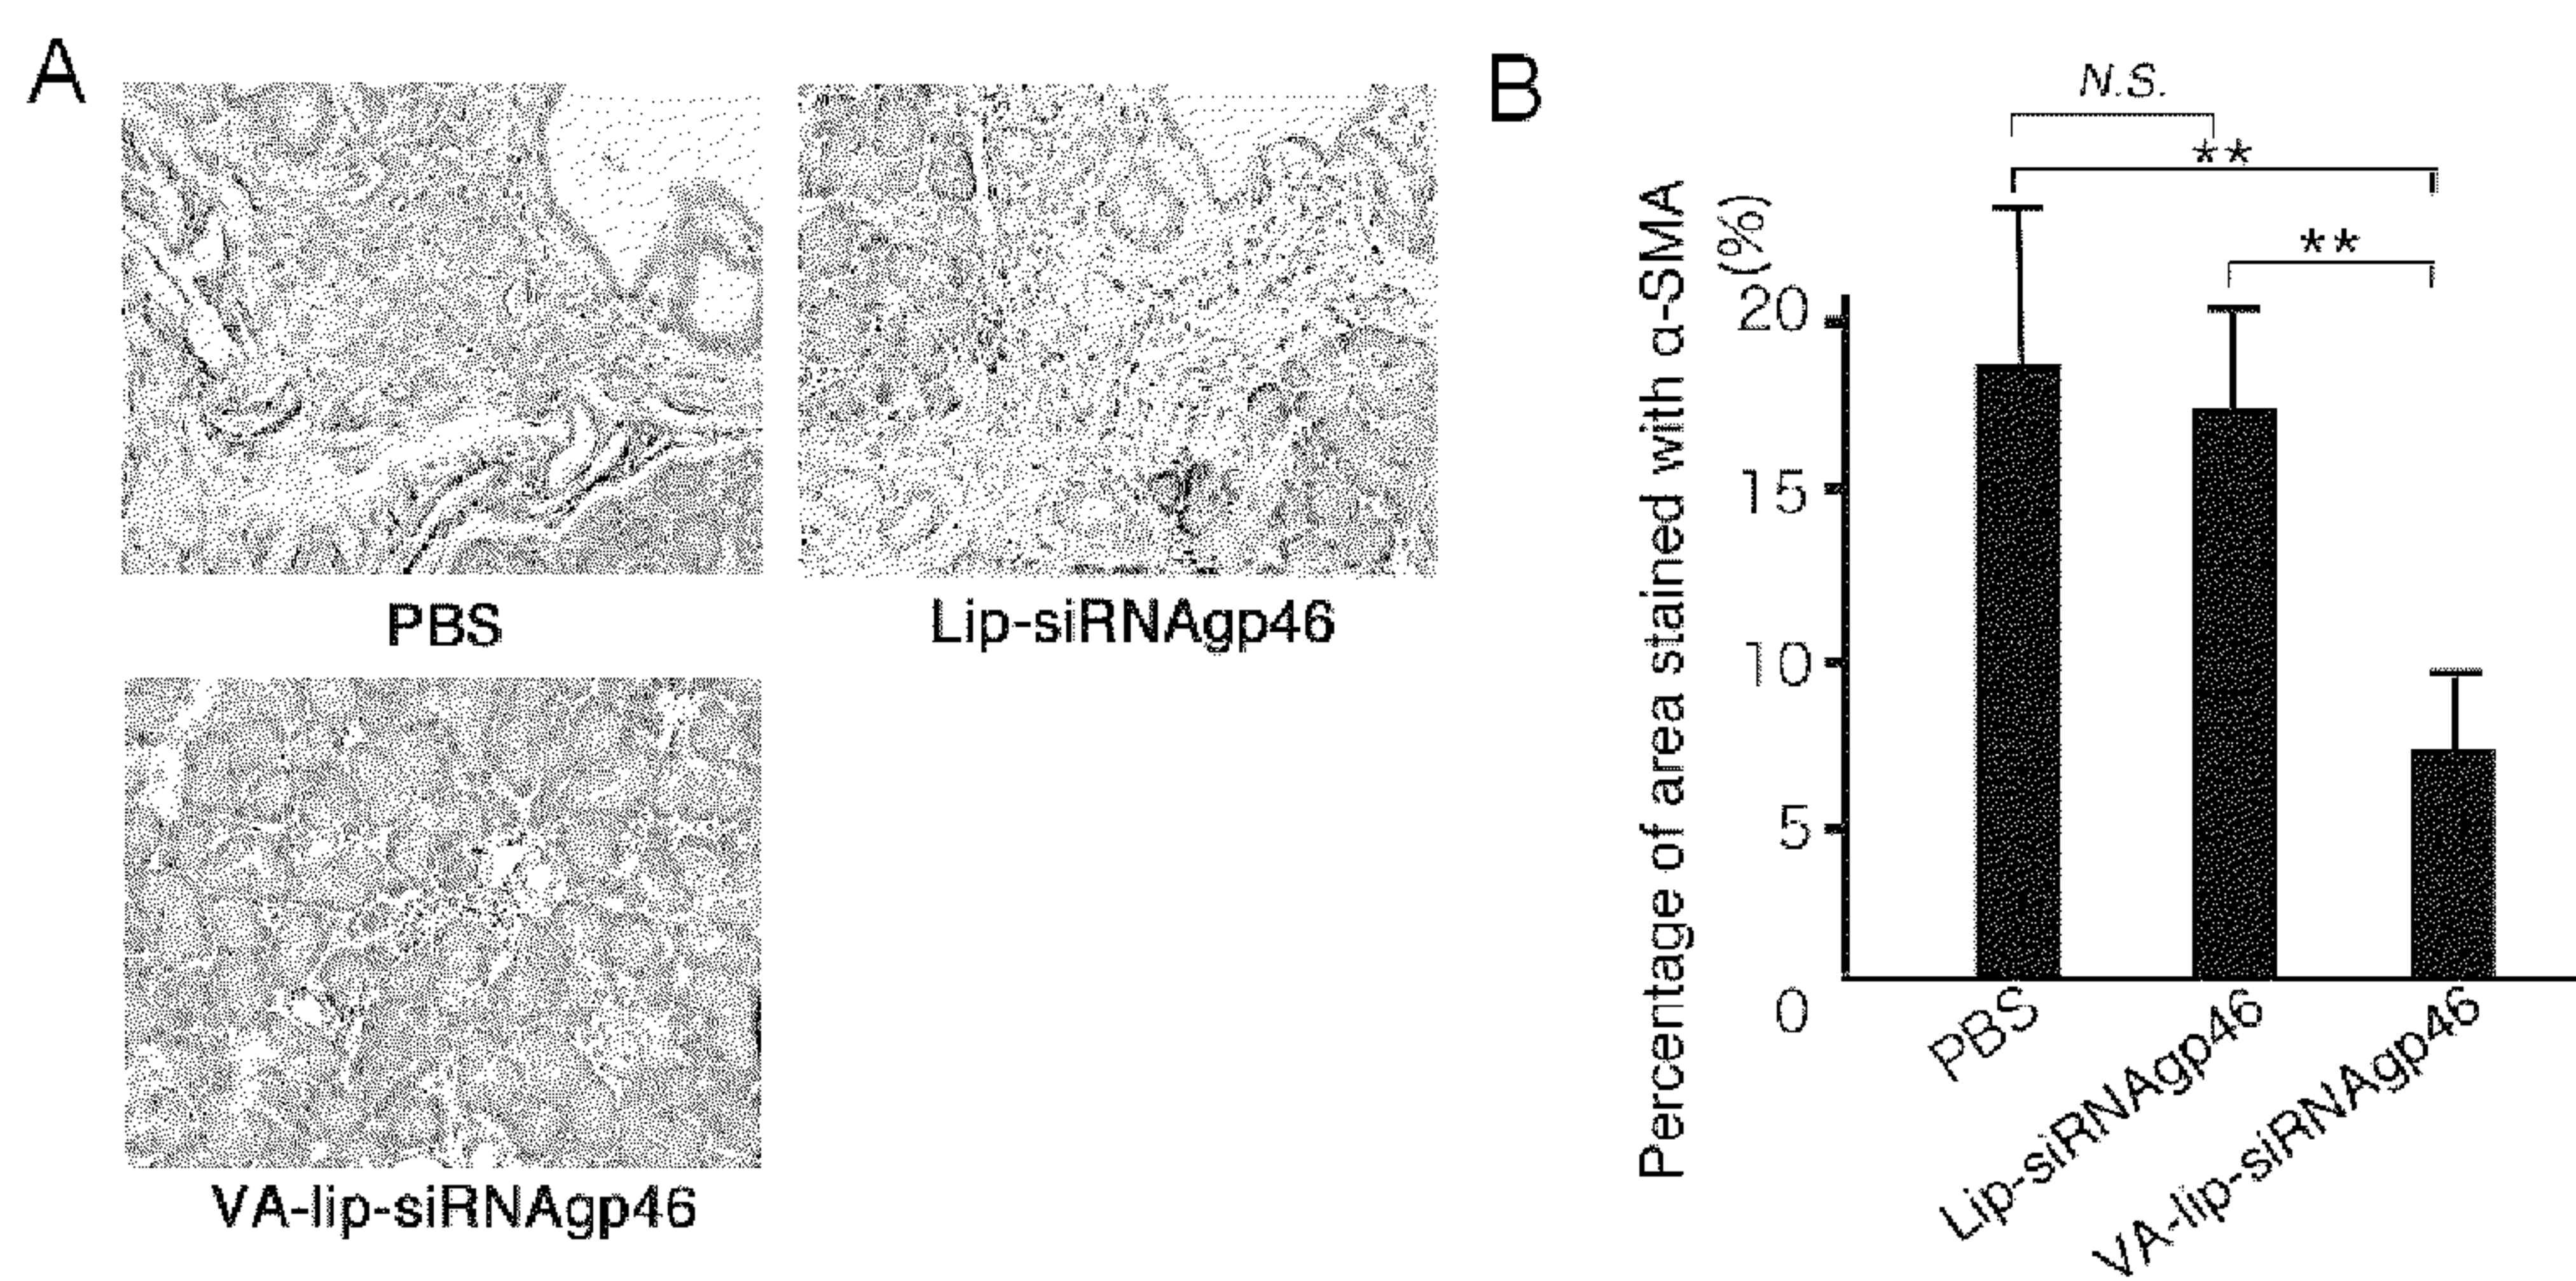 A
PBS
Lip-siRNAgp46
VA-lip-siRNAgp46
B
N.S.
**
**
Percentage of area stained with α-SMA
(%)
20
15
10
5
0
PBS
Lip-siRNAgp46
VA-lip-siRNAgp46